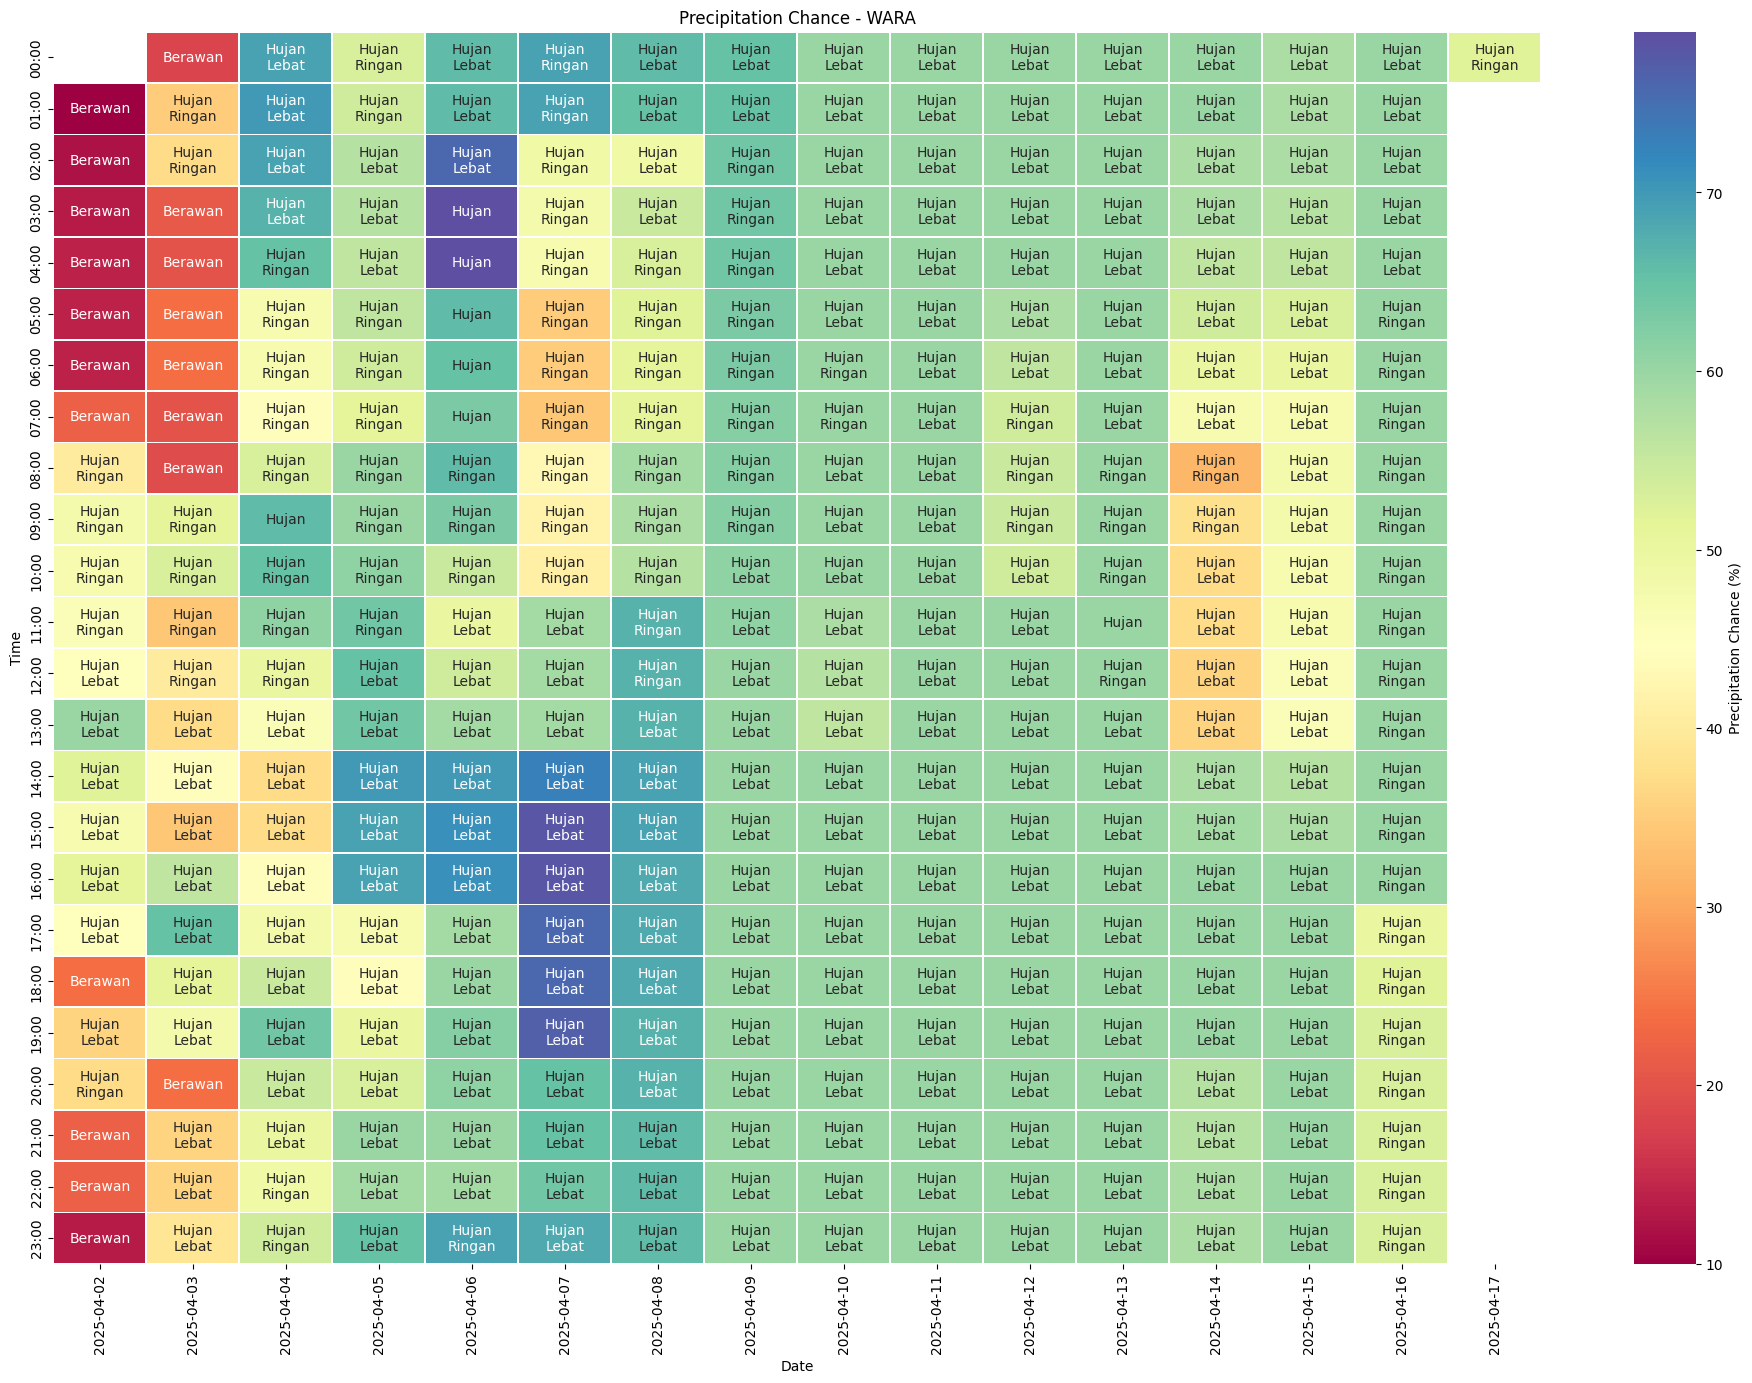 Precipitation Chance - WARA
00:00 Berawan Hujan Lebat Hujan Ringan Hujan Lebat Hujan Ringan Hujan Lebat Hujan Lebat Hujan Lebat Hujan Lebat Hujan Lebat Hujan Lebat Hujan Lebat Hujan Lebat Hujan Lebat Hujan Ringan
01:00 Berawan Hujan Ringan Hujan Lebat Hujan Ringan Hujan Lebat Hujan Ringan Hujan Lebat Hujan Lebat Hujan Lebat Hujan Lebat Hujan Lebat Hujan Lebat Hujan Lebat Hujan Lebat Hujan Lebat
02:00 Berawan Hujan Ringan Hujan Lebat Hujan Lebat Hujan Lebat Hujan Ringan Hujan Lebat Hujan Ringan Hujan Lebat Hujan Lebat Hujan Lebat Hujan Lebat Hujan Lebat Hujan Lebat Hujan Lebat
03:00 Berawan Berawan Hujan Lebat Hujan Lebat Hujan Hujan Ringan Hujan Lebat Hujan Ringan Hujan Lebat Hujan Lebat Hujan Lebat Hujan Lebat Hujan Lebat Hujan Lebat Hujan Lebat
04:00 Berawan Berawan Hujan Ringan Hujan Lebat Hujan Hujan Ringan Hujan Ringan Hujan Ringan Hujan Lebat Hujan Lebat Hujan Lebat Hujan Lebat Hujan Lebat Hujan Lebat Hujan Lebat
05:00 Berawan Berawan Hujan Ringan Hujan Ringan Hujan Hujan Ringan Hujan Ringan Hujan Ringan Hujan Lebat Hujan Lebat Hujan Lebat Hujan Lebat Hujan Lebat Hujan Lebat Hujan Ringan
06:00 Berawan Berawan Hujan Ringan Hujan Ringan Hujan Hujan Ringan Hujan Ringan Hujan Ringan Hujan Ringan Hujan Lebat Hujan Lebat Hujan Lebat Hujan Lebat Hujan Lebat Hujan Ringan
07:00 Berawan Berawan Hujan Ringan Hujan Ringan Hujan Hujan Ringan Hujan Ringan Hujan Ringan Hujan Ringan Hujan Lebat Hujan Ringan Hujan Lebat Hujan Lebat Hujan Lebat Hujan Ringan
08:00 Hujan Ringan Berawan Hujan Ringan Hujan Ringan Hujan Ringan Hujan Ringan Hujan Ringan Hujan Ringan Hujan Lebat Hujan Lebat Hujan Ringan Hujan Ringan Hujan Ringan Hujan Lebat Hujan Ringan
09:00 Hujan Ringan Hujan Ringan Hujan Hujan Ringan Hujan Ringan Hujan Ringan Hujan Ringan Hujan Ringan Hujan Lebat Hujan Lebat Hujan Ringan Hujan Ringan Hujan Ringan Hujan Lebat Hujan Ringan
10:00 Hujan Ringan Hujan Ringan Hujan Ringan Hujan Ringan Hujan Ringan Hujan Ringan Hujan Ringan Hujan Lebat Hujan Lebat Hujan Lebat Hujan Lebat Hujan Ringan Hujan Lebat Hujan Lebat Hujan Ringan
11:00 Hujan Ringan Hujan Ringan Hujan Ringan Hujan Ringan Hujan Lebat Hujan Lebat Hujan Ringan Hujan Lebat Hujan Lebat Hujan Lebat Hujan Lebat Hujan Hujan Lebat Hujan Lebat Hujan Ringan
12:00 Hujan Lebat Hujan Ringan Hujan Ringan Hujan Lebat Hujan Lebat Hujan Lebat Hujan Ringan Hujan Lebat Hujan Lebat Hujan Lebat Hujan Lebat Hujan Ringan Hujan Lebat Hujan Lebat Hujan Ringan
13:00 Hujan Lebat Hujan Lebat Hujan Lebat Hujan Lebat Hujan Lebat Hujan Lebat Hujan Lebat Hujan Lebat Hujan Lebat Hujan Lebat Hujan Lebat Hujan Lebat Hujan Lebat Hujan Lebat Hujan Ringan
14:00 Hujan Lebat Hujan Lebat Hujan Lebat Hujan Lebat Hujan Lebat Hujan Lebat Hujan Lebat Hujan Lebat Hujan Lebat Hujan Lebat Hujan Lebat Hujan Lebat Hujan Lebat Hujan Lebat Hujan Ringan
15:00 Hujan Lebat Hujan Lebat Hujan Lebat Hujan Lebat Hujan Lebat Hujan Lebat Hujan Lebat Hujan Lebat Hujan Lebat Hujan Lebat Hujan Lebat Hujan Lebat Hujan Lebat Hujan Lebat Hujan Ringan
16:00 Hujan Lebat Hujan Lebat Hujan Lebat Hujan Lebat Hujan Lebat Hujan Lebat Hujan Lebat Hujan Lebat Hujan Lebat Hujan Lebat Hujan Lebat Hujan Lebat Hujan Lebat Hujan Lebat Hujan Ringan
17:00 Hujan Lebat Hujan Lebat Hujan Lebat Hujan Lebat Hujan Lebat Hujan Lebat Hujan Lebat Hujan Lebat Hujan Lebat Hujan Lebat Hujan Lebat Hujan Lebat Hujan Lebat Hujan Lebat Hujan Ringan
18:00 Berawan Hujan Lebat Hujan Lebat Hujan Lebat Hujan Lebat Hujan Lebat Hujan Lebat Hujan Lebat Hujan Lebat Hujan Lebat Hujan Lebat Hujan Lebat Hujan Lebat Hujan Lebat Hujan Ringan
19:00 Hujan Lebat Hujan Lebat Hujan Lebat Hujan Lebat Hujan Lebat Hujan Lebat Hujan Lebat Hujan Lebat Hujan Lebat Hujan Lebat Hujan Lebat Hujan Lebat Hujan Lebat Hujan Lebat Hujan Ringan
20:00 Hujan Ringan Berawan Hujan Lebat Hujan Lebat Hujan Lebat Hujan Lebat Hujan Lebat Hujan Lebat Hujan Lebat Hujan Lebat Hujan Lebat Hujan Lebat Hujan Lebat Hujan Lebat Hujan Ringan
21:00 Berawan Hujan Lebat Hujan Lebat Hujan Lebat Hujan Lebat Hujan Lebat Hujan Lebat Hujan Lebat Hujan Lebat Hujan Lebat Hujan Lebat Hujan Lebat Hujan Lebat Hujan Lebat Hujan Ringan
22:00 Berawan Hujan Lebat Hujan Ringan Hujan Lebat Hujan Lebat Hujan Lebat Hujan Lebat Hujan Lebat Hujan Lebat Hujan Lebat Hujan Lebat Hujan Lebat Hujan Lebat Hujan Lebat Hujan Ringan
23:00 Berawan Hujan Lebat Hujan Ringan Hujan Lebat Hujan Ringan Hujan Lebat Hujan Lebat Hujan Lebat Hujan Lebat Hujan Lebat Hujan Lebat Hujan Lebat Hujan Lebat Hujan Lebat Hujan Ringan
Time
2025-04-02 2025-04-03 2025-04-04 2025-04-05 2025-04-06 2025-04-07 2025-04-08 2025-04-09 2025-04-10 2025-04-11 2025-04-12 2025-04-13 2025-04-14 2025-04-15 2025-04-16 2025-04-17
Date
70
60
50
40
30
20
10
Precipitation Chance (%)